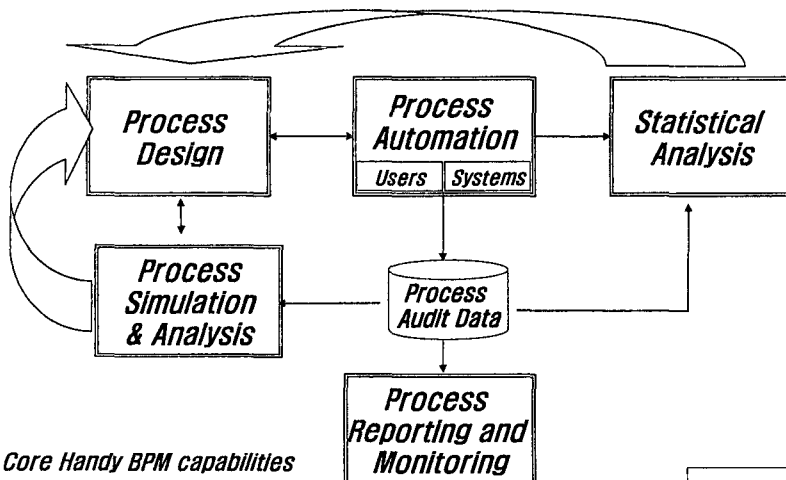 Process
Design
Process
Automation
Users
Systems
Statistical
Analysis
Process
Simulation
& Analysis
Process
Audit Data
Process
Reporting and
Monitoring
Core Handy BPM capabilities